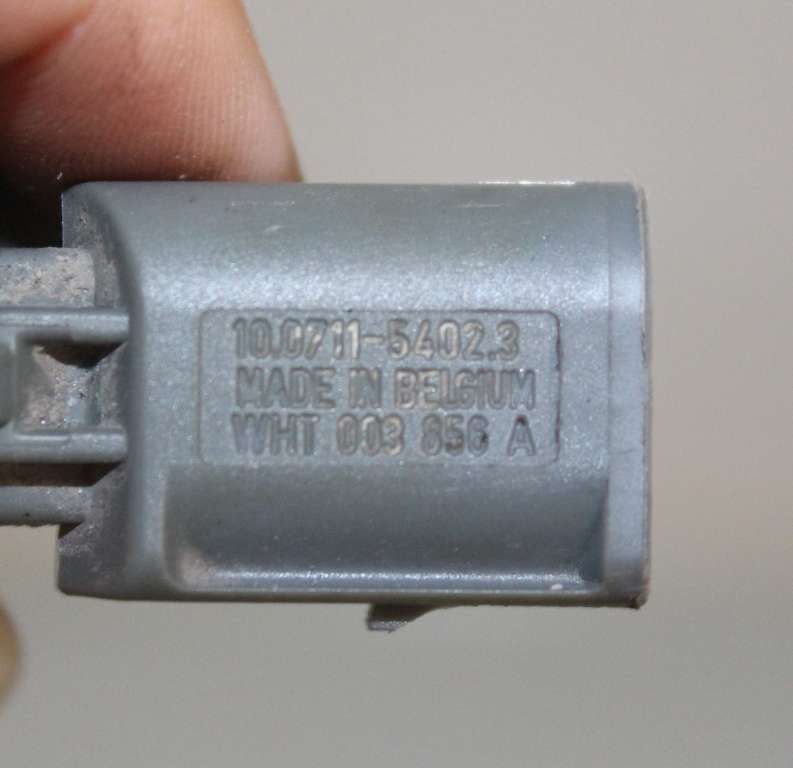 10.0711-5402.3
MADE IN BELGIUM
WHT 003 856 A